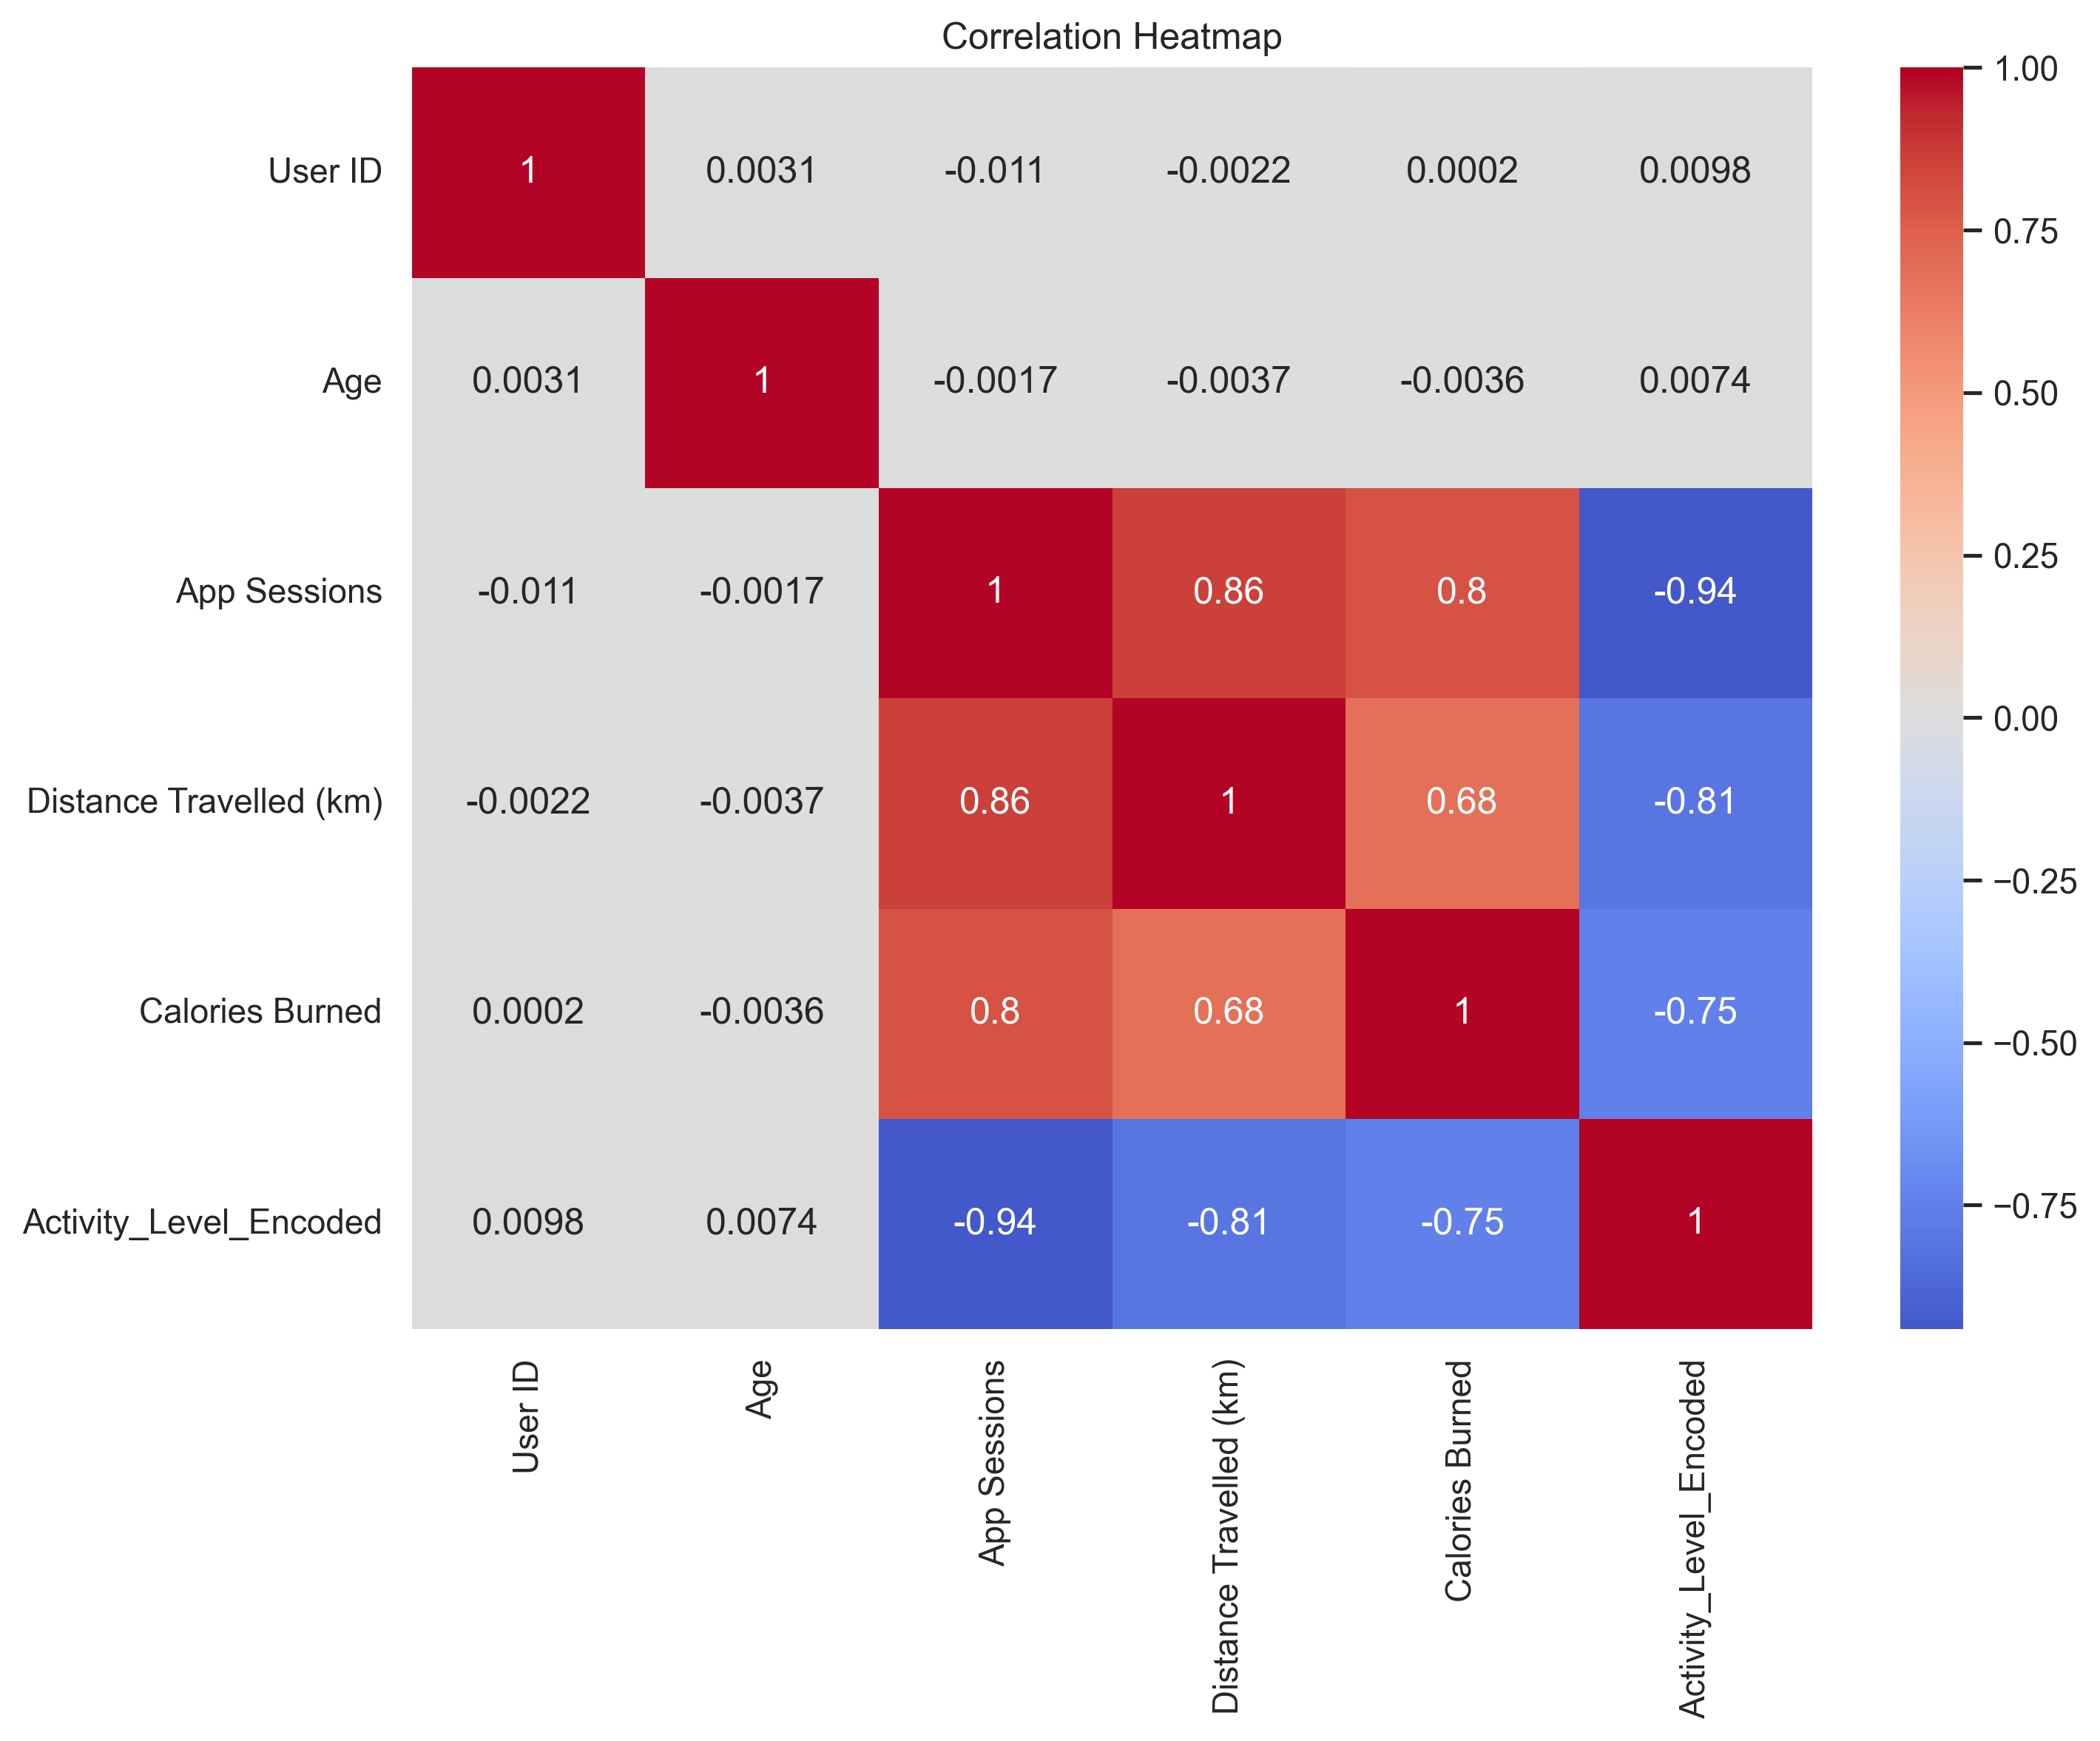 Correlation Heatmap
User ID 1 0.0031 -0.011 -0.0022 0.0002 0.0098
Age 0.0031 1 -0.0017 -0.0037 -0.0036 0.0074
App Sessions -0.011 -0.0017 1 0.86 0.8 -0.94
Distance Travelled (km) -0.0022 -0.0037 0.86 1 0.68 -0.81
Calories Burned 0.0002 -0.0036 0.8 0.68 1 -0.75
Activity_Level_Encoded 0.0098 0.0074 -0.94 -0.81 -0.75 1
User ID
Age
App Sessions
Distance Travelled (km)
Calories Burned
Activity_Level_Encoded
1.00
0.75
0.50
0.25
0.00
−0.25
−0.50
−0.75